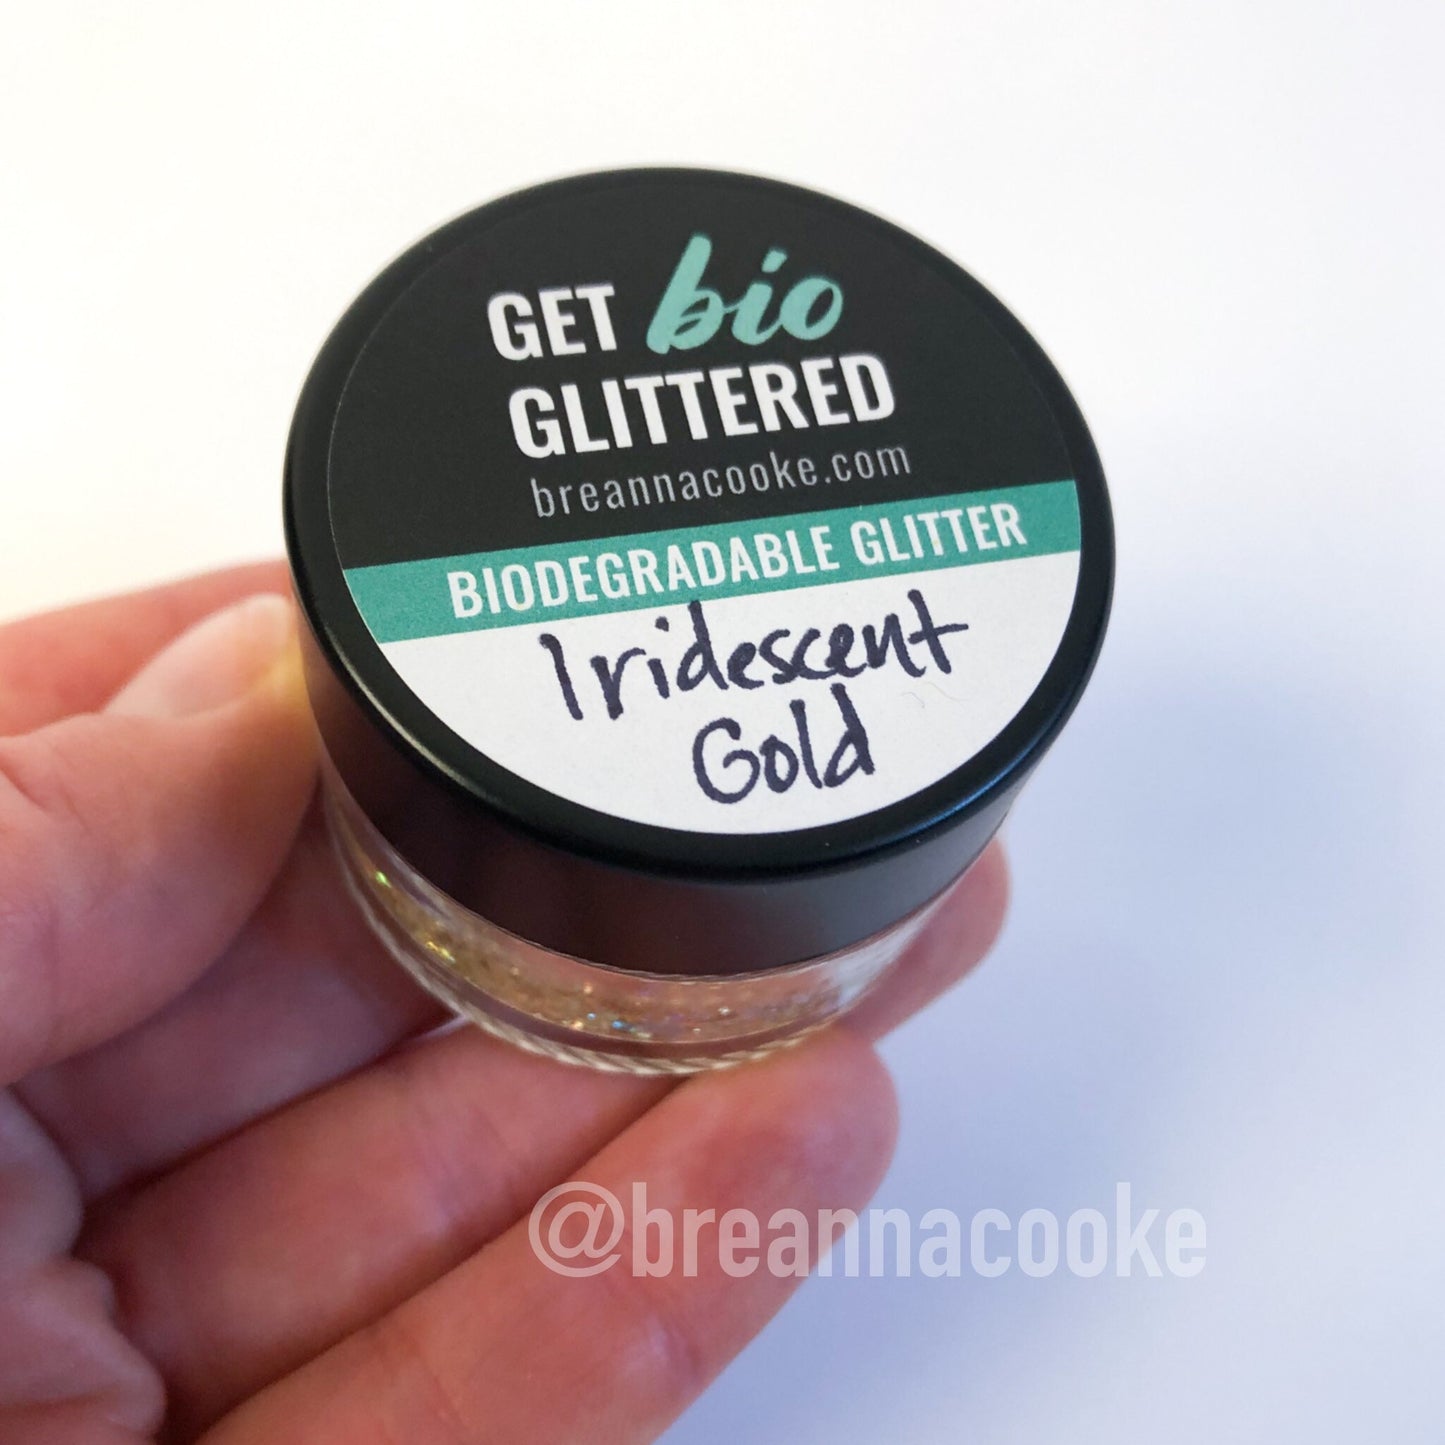 GET bio
GLITTERED
breannacooke.com
BIODEGRADABLE GLITTER
Iridescent
Gold
@breannacooke